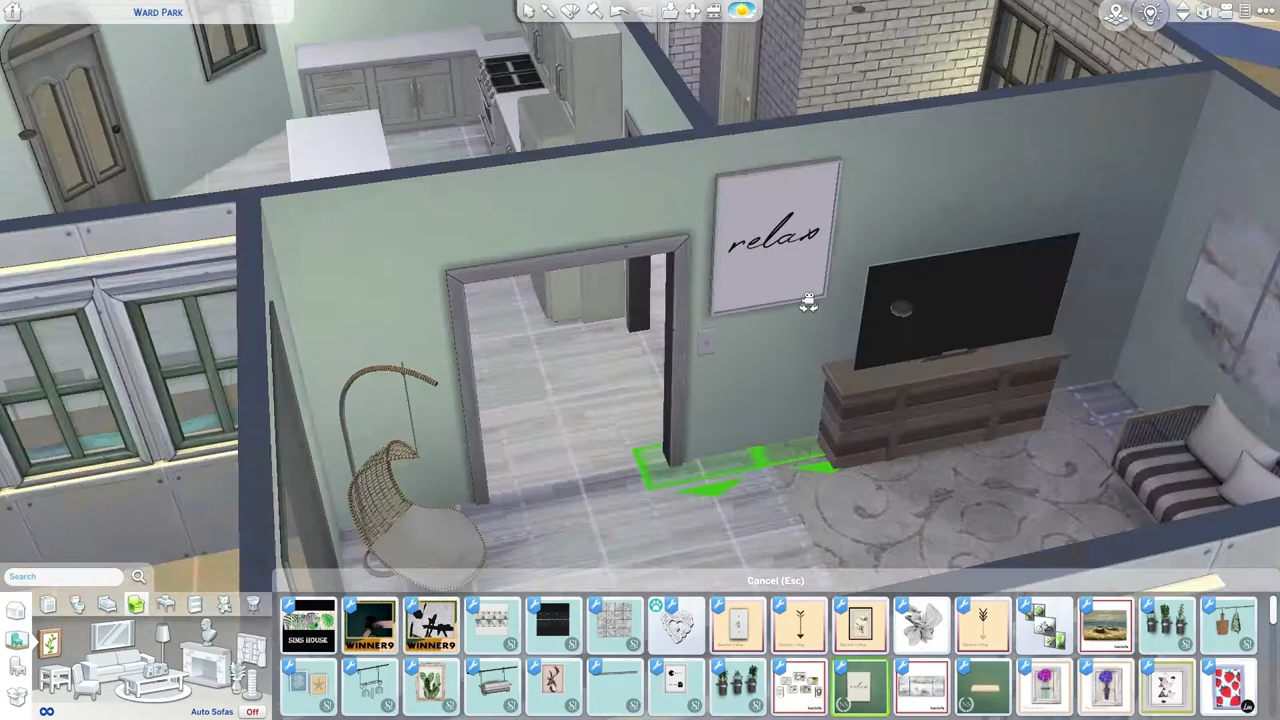 WARD PARK
relax
Cancel (Esc)
Search
SIMS HOUSE
WINNER9
WINNER9
Auto Sofas
Off